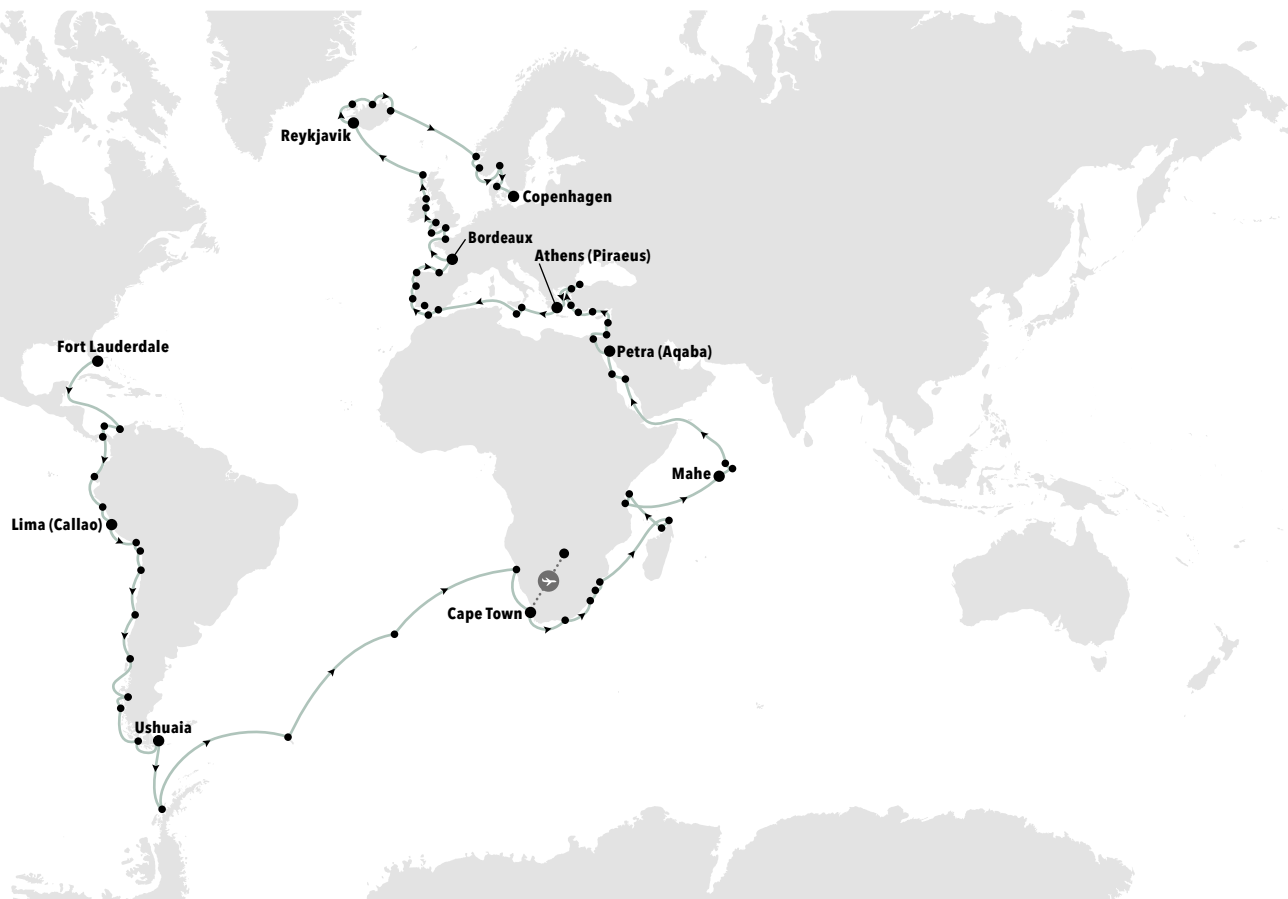 Reykjavik
Copenhagen
Bordeaux
Athens (Piraeus)
Fort Lauderdale
Petra (Aqaba)
Mahe
Lima (Callao)
Cape Town
Ushuaia